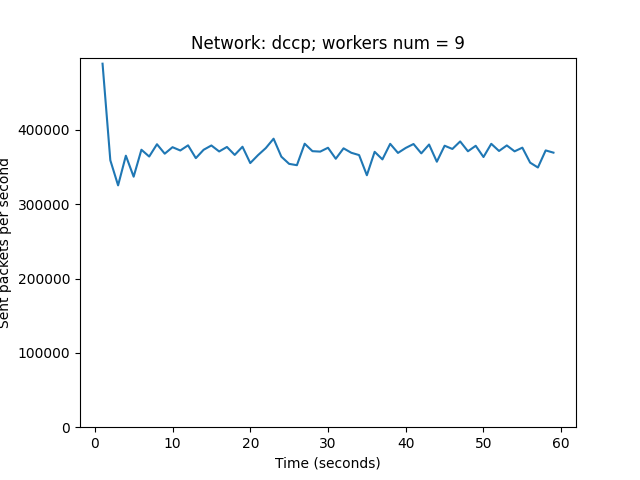 Network: dccp; workers num = 9
Sent packets per second
400000
300000
200000
100000
0
0 10 20 30 40 50 60
Time (seconds)